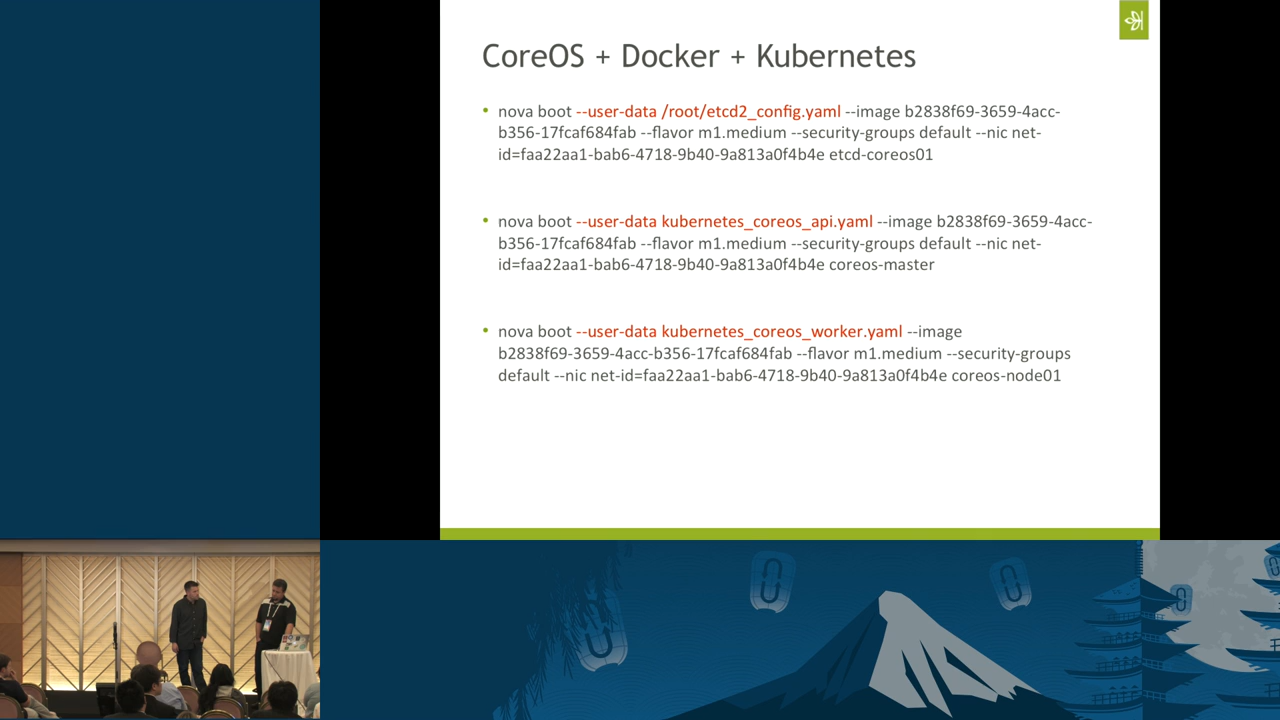 CoreOS + Docker + Kubernetes
• nova boot --user-data /root/etcd2_config.yaml --image b2838f69-3659-4acc-
b356-17fcaf684fab --flavor m1.medium --security-groups default --nic net-
id=faa22aa1-bab6-4718-9b40-9a813a0f4b4e etcd-coreos01
• nova boot --user-data kubernetes_coreos_api.yaml --image b2838f69-3659-4acc-
b356-17fcaf684fab --flavor m1.medium --security-groups default --nic net-
id=faa22aa1-bab6-4718-9b40-9a813a0f4b4e coreos-master
• nova boot --user-data kubernetes_coreos_worker.yaml --image
b2838f69-3659-4acc-b356-17fcaf684fab --flavor m1.medium --security-groups
default --nic net-id=faa22aa1-bab6-4718-9b40-9a813a0f4b4e coreos-node01